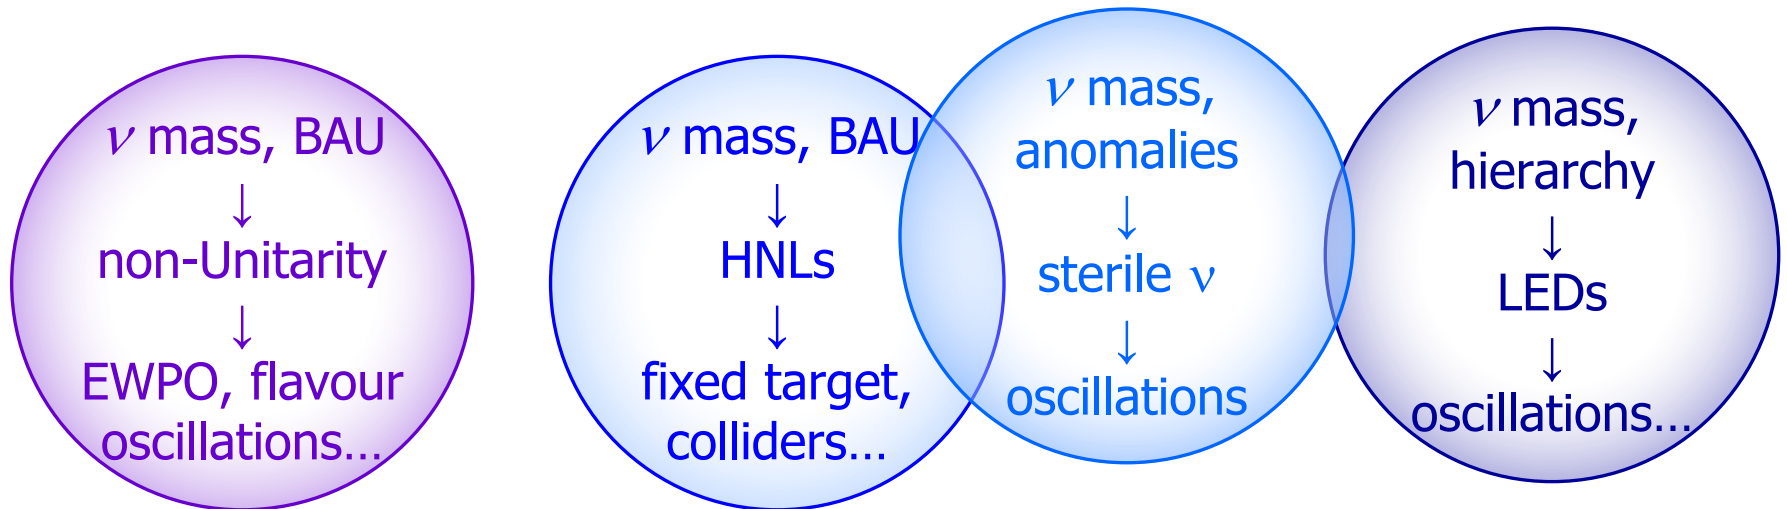 ν mass, BAU
↓
non-Unitarity
↓
EWPO, flavour
oscillations...
ν mass, BAU
↓
HNLs
↓
fixed target,
colliders...
ν mass,
anomalies
↓
sterile ν
↓
oscillations
ν mass,
hierarchy
↓
LEDs
↓
oscillations...